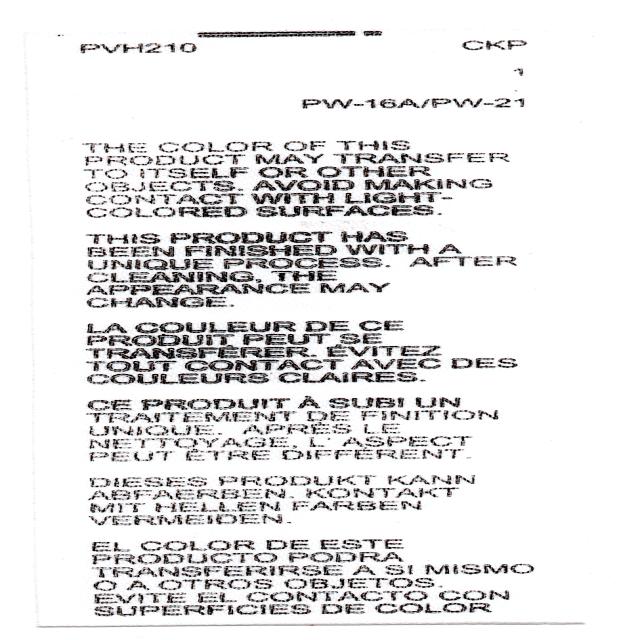 PVH210 CKP
1
PW-16A/PW-21
THE COLOR OF THIS
PRODUCT MAY TRANSFER
TO ITSELF OR OTHER
OBJECTS. AVOID MAKING
CONTACT WITH LIGHT-
COLORED SURFACES.
THIS PRODUCT HAS
BEEN FINISHED WITH A
UNIQUE PROCESS. AFTER
CLEANING, THE
APPEARANCE MAY
CHANGE.
LA COULEUR DE CE
PRODUIT PEUT SE
TRANSFÉRER. ÉVITEZ
TOUT CONTACT AVEC DES
COULEURS CLAIRES.
CE PRODUIT À SUBI UN
TRAITEMENT DE FINITION
UNIQUE. APRÉS LE
NETTOYAGE, L' ASPECT
PEUT ÊTRE DIFFÉRENT.
DIESES PRODUKT KANN
ABFAERBEN. KONTAKT
MIT HELLEN FARBEN
VERMEIDEN.
EL COLOR DE ESTE
PRODUCTO PODRA
TRANSFERIRSE A SI MISMO
O A OTROS OBJETOS.
EVITE EL CONTACTO CON
SUPERFICIES DE COLOR